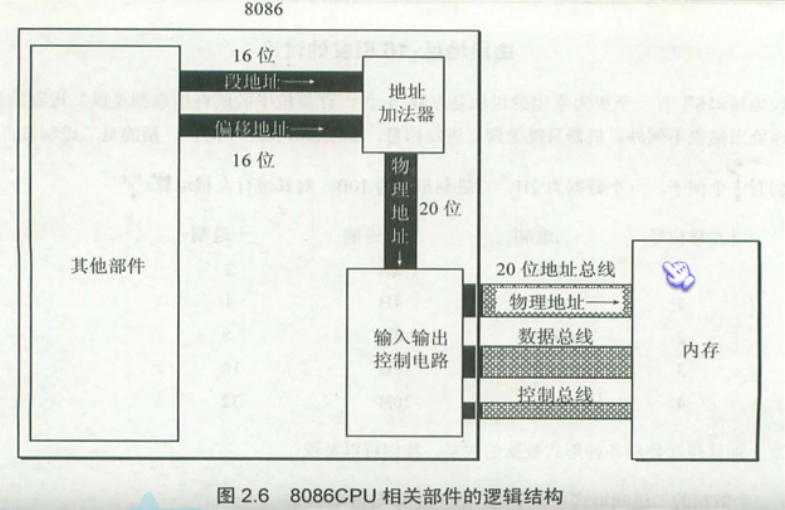 8086
16 位
段地址
偏移地址
16 位
地址
加法器
物理地址
20 位
其他部件
输入输出
控制电路
20 位地址总线
物理地址
数据总线
控制总线
内存
图 2.6 8086CPU 相关部件的逻辑结构